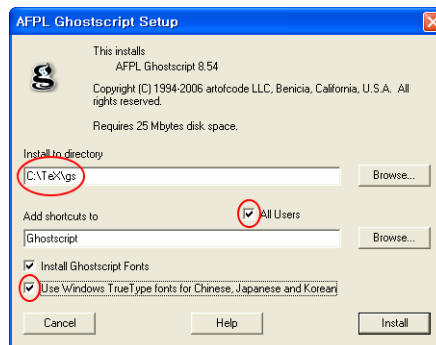 AFPL Ghostscript Setup
This installs
AFPL Ghostscript 8.54
Copyright (C) 1994-2006 artofcode LLC, Benicia, California, U.S.A. All
rights reserved.
Requires 25 Mbytes disk space.
Install to directory
C:\TeX\gs
Browse...
Add shortcuts to
All Users
Ghostscript
Browse...
Install Ghostscript Fonts
Use Windows TrueType fonts for Chinese, Japanese and Korean
Cancel
Help
Install